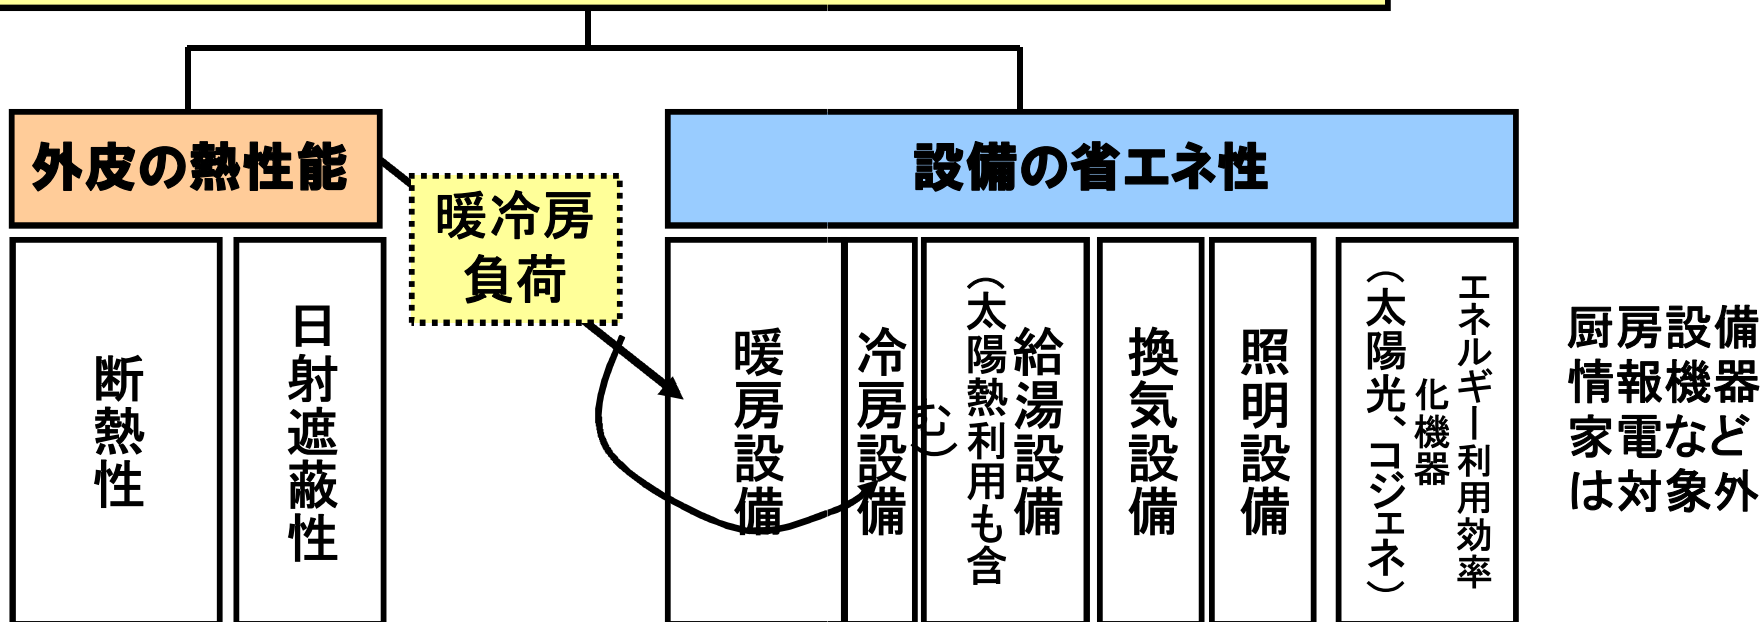 外皮の熱性能
設備の省エネ性
暖冷房
負荷
断熱性
日射遮蔽性
暖房設備
冷房設備
給湯設備
（太陽熱利用も含
む）
換気設備
照明設備
エネルギー利用効率
化機器
（太陽光、コジェネ）
厨房設備
情報機器
家電など
は対象外